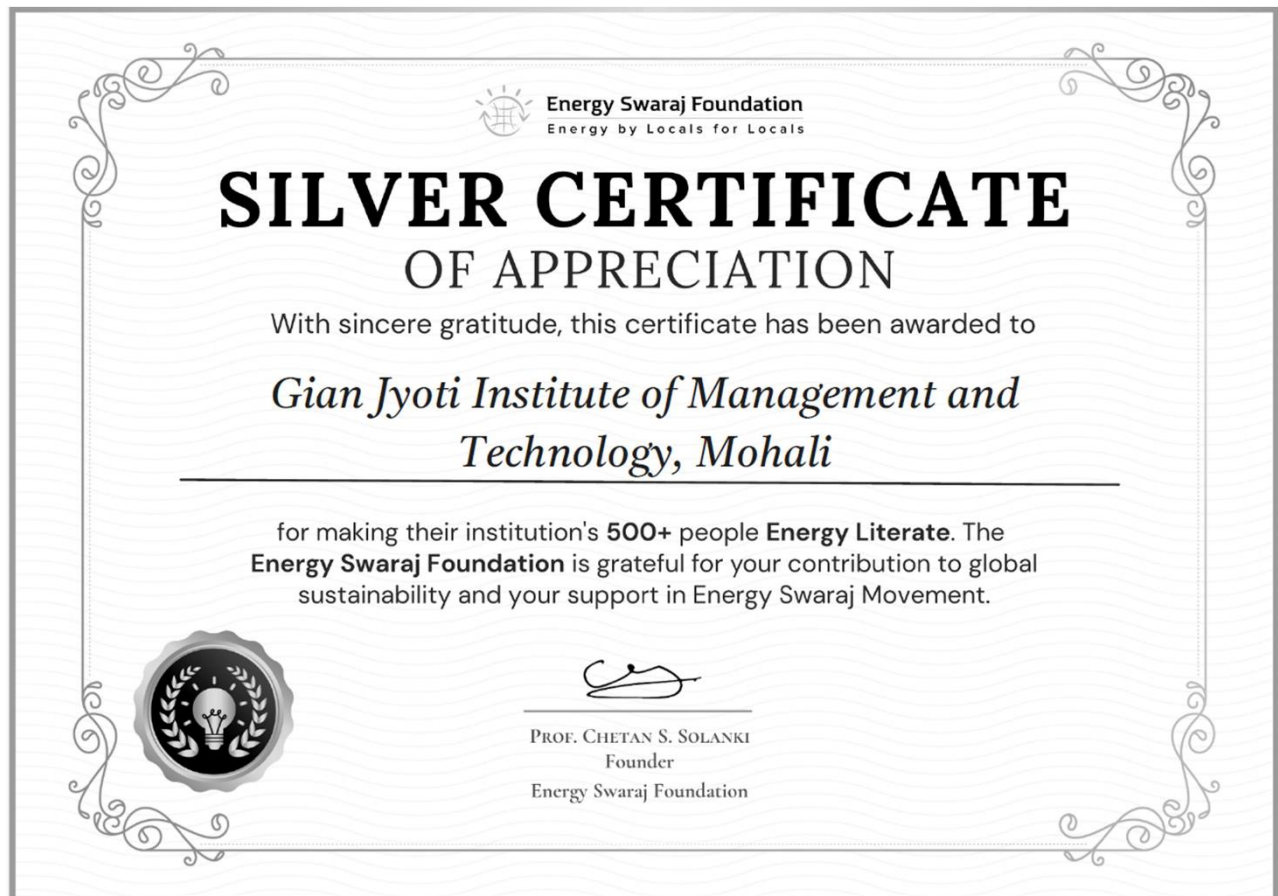 Energy Swaraj Foundation
Energy by Locals for Locals
SILVER CERTIFICATE
OF APPRECIATION
With sincere gratitude, this certificate has been awarded to
Gian Jyoti Institute of Management and
Technology, Mohali
for making their institution's 500+ people Energy Literate. The
Energy Swaraj Foundation is grateful for your contribution to global
sustainability and your support in Energy Swaraj Movement.
PROF. CHETAN S. SOLANKI
Founder
Energy Swaraj Foundation